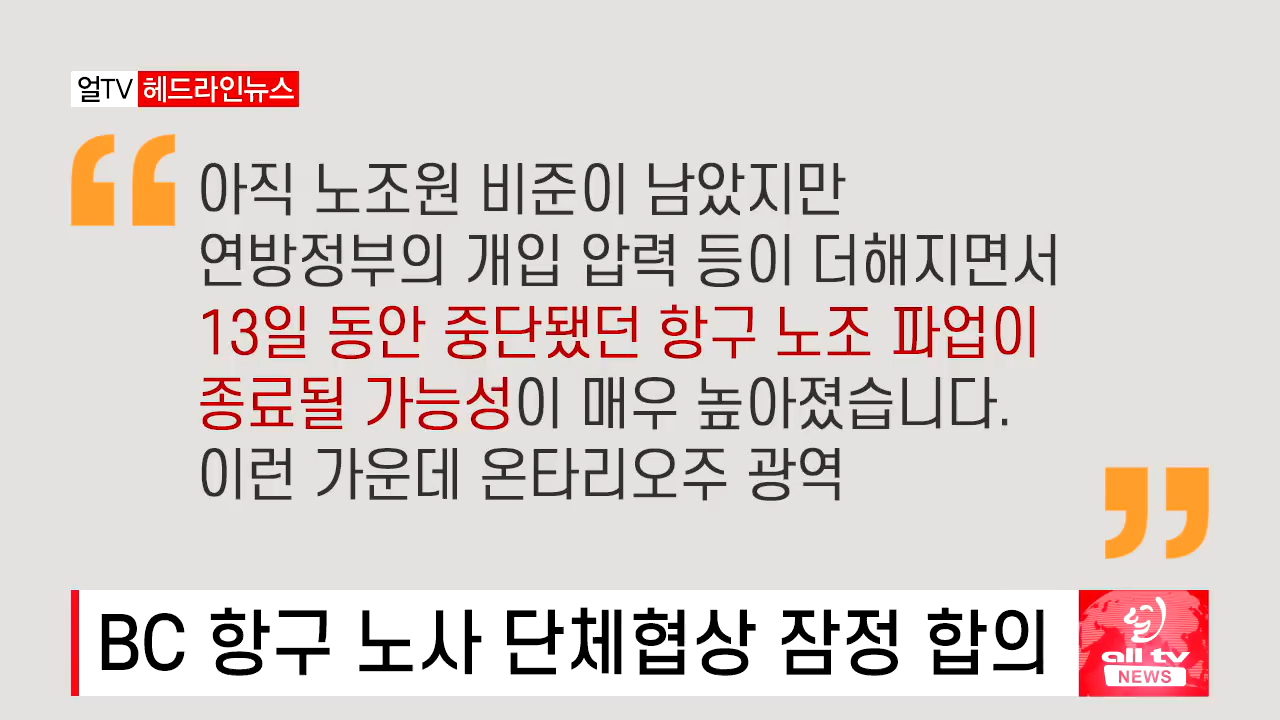 얼TV 헤드라인뉴스
아직 노조원 비준이 남았지만
연방정부의 개입 압력 등이 더해지면서
13일 동안 중단됐던 항구 노조 파업이
종료될 가능성이 매우 높아졌습니다.
이런 가운데 온타리오주 광역
BC 항구 노사 단체협상 잠정 합의
얼
all tv
NEWS